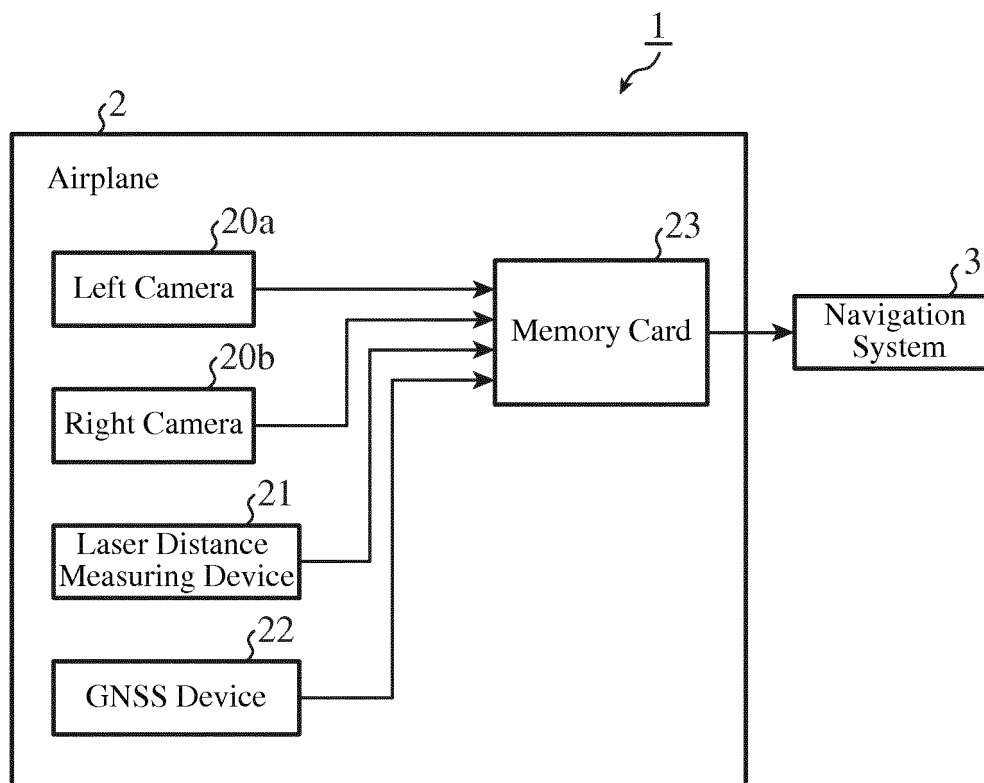 1
2
Airplane
20a
Left Camera
23
Memory Card
3
Navigation
System
20b
Right Camera
21
Laser Distance
Measuring Device
22
GNSS Device